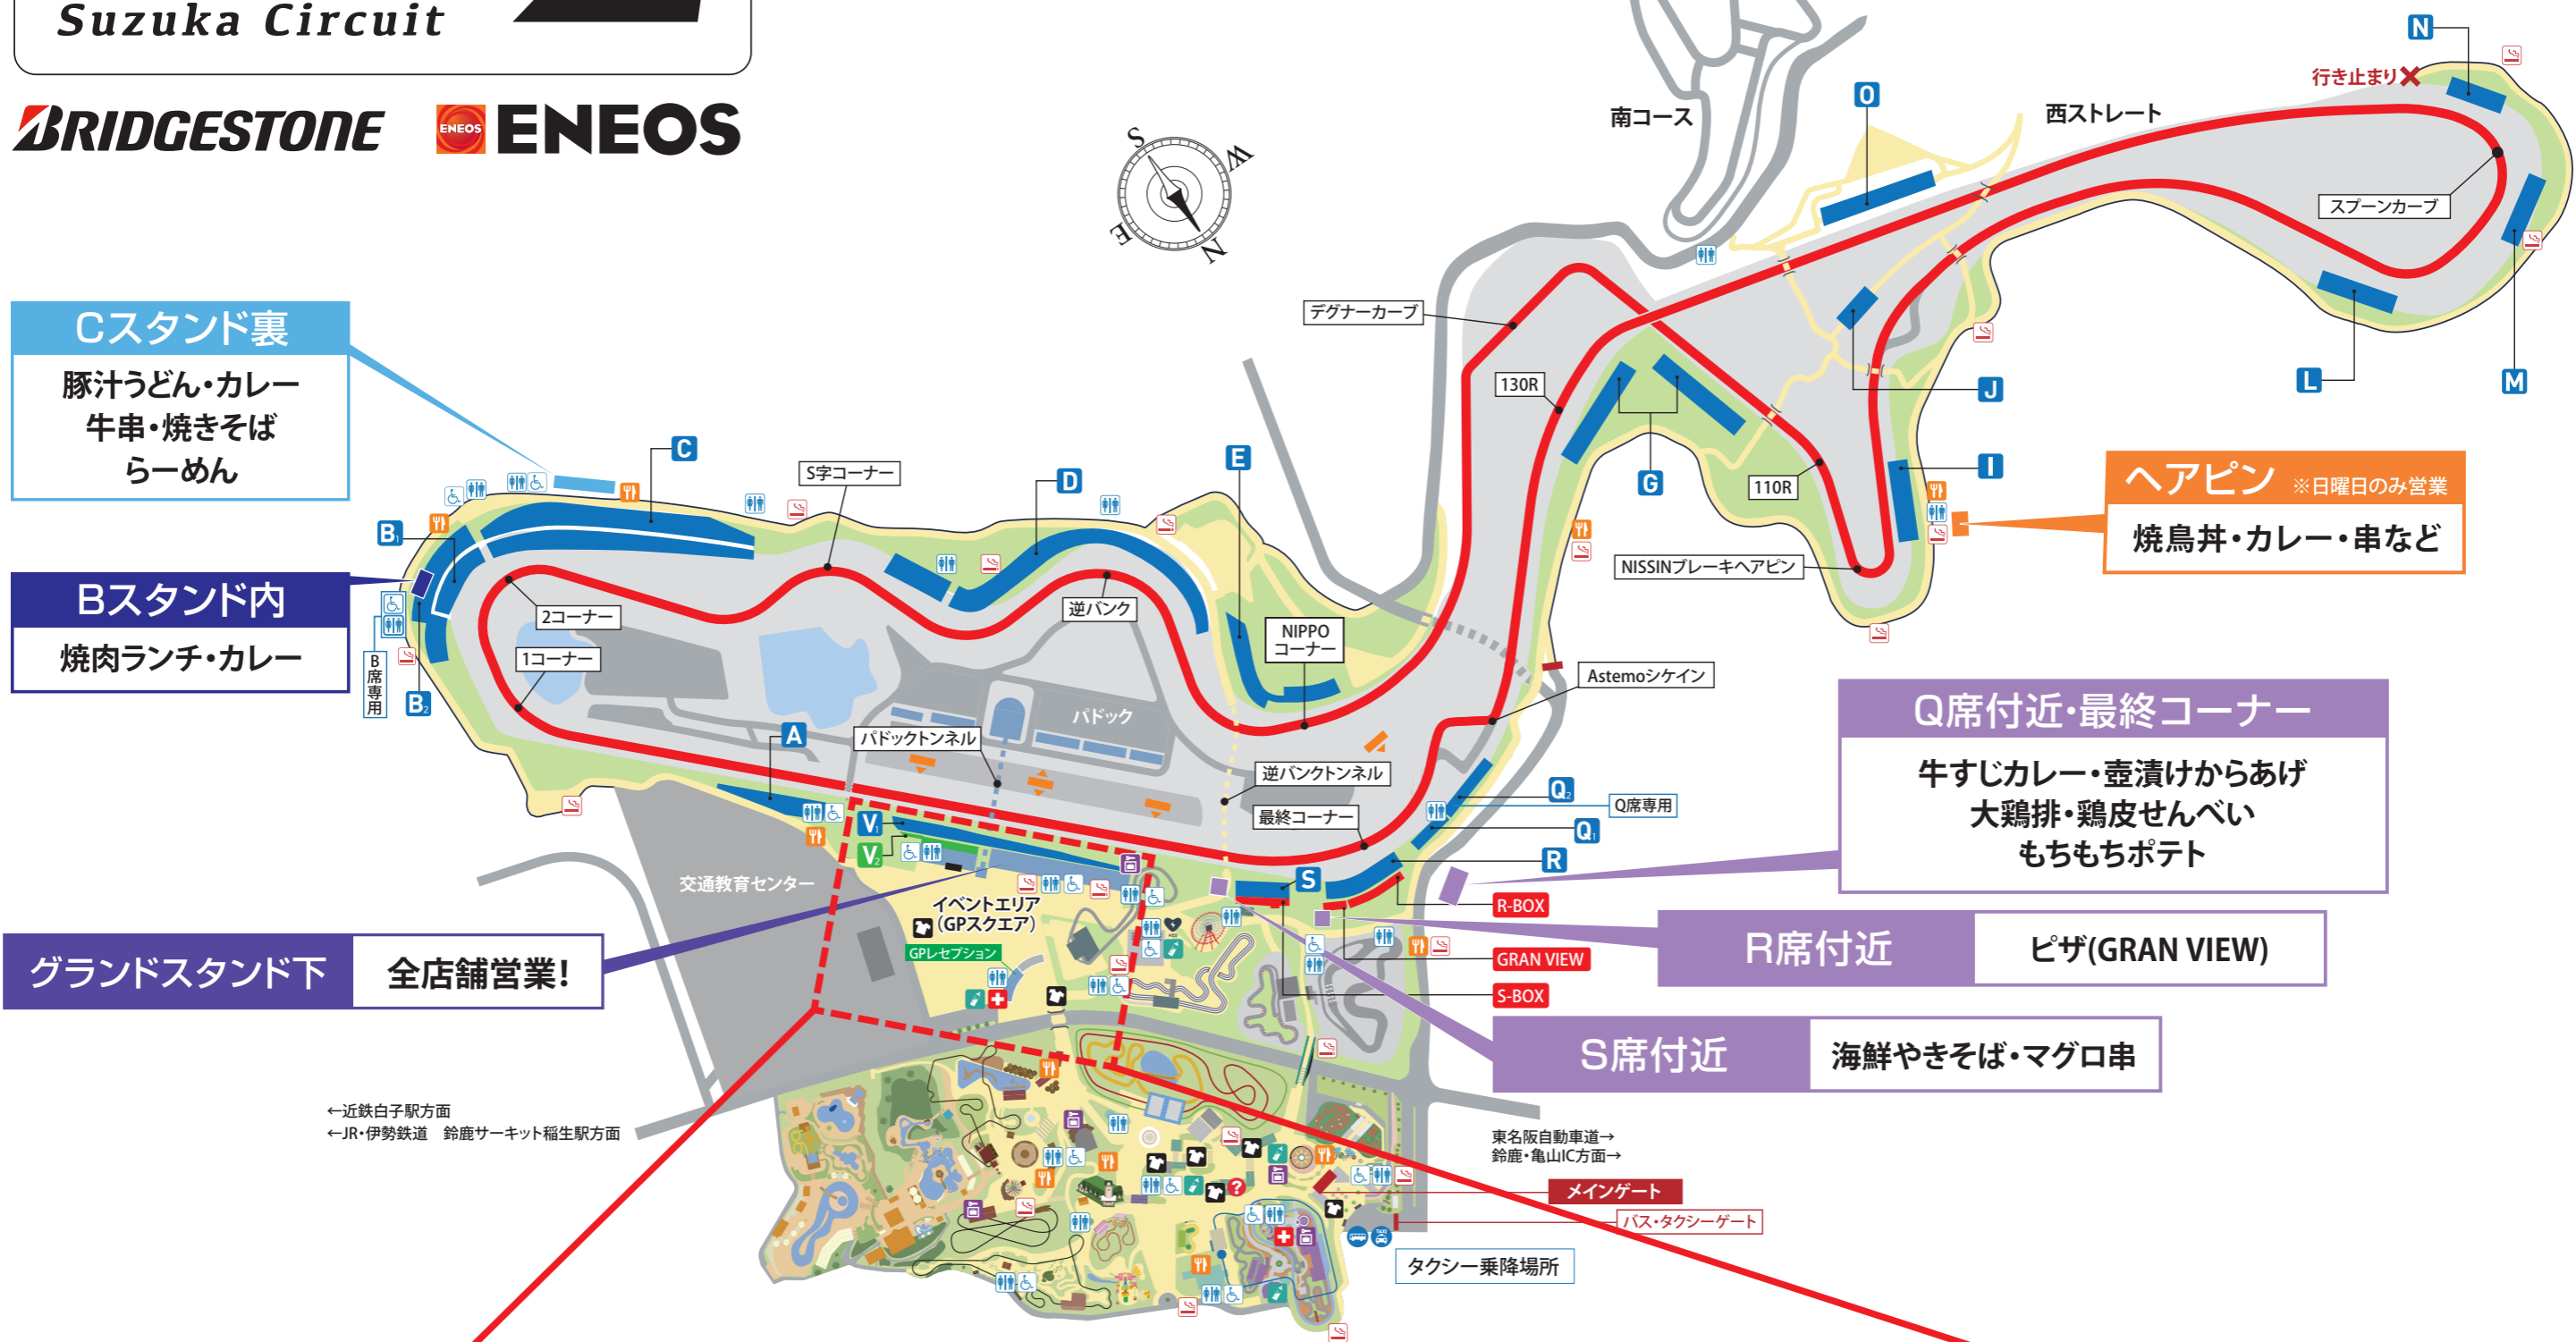 Suzuka Circuit
BRIDGESTONE
ENEOS
ENEOS
S
W
E
N
南コース
西ストレート
行き止まり
N
O
スプーンカーブ
デグナーカーブ
130R
J
L
M
I
G
110R
NISSINブレーキヘアピン
Cスタンド裏
豚汁うどん・カレー
牛串・焼きそば
らーめん
C
S字コーナー
D
E
B1
Bスタンド内
焼肉ランチ・カレー
B席専用
B2
2コーナー
1コーナー
逆バンク
NIPPO
コーナー
ヘアピン ※日曜日のみ営業
焼鳥丼・カレー・串など
Astemoシケイン
A
パドックトンネル
パドック
逆バンクトンネル
最終コーナー
Q2
Q席専用
Q1
R
V1
V2
S
Q席付近・最終コーナー
牛すじカレー・壺漬けからあげ
大鶏排・鶏皮せんべい
もちもちポテト
交通教育センター
イベントエリア
(GPスクエア)
GPレセプション
R-BOX
GRAN VIEW
S-BOX
R席付近
ピザ(GRAN VIEW)
グランドスタンド下
全店舗営業!
S席付近
海鮮やきそば・マグロ串
←近鉄白子駅方面
←JR・伊勢鉄道 鈴鹿サーキット稲生駅方面
東名阪自動車道→
鈴鹿・亀山IC方面→
メインゲート
バス・タクシーゲート
TAXI
タクシー乗降場所